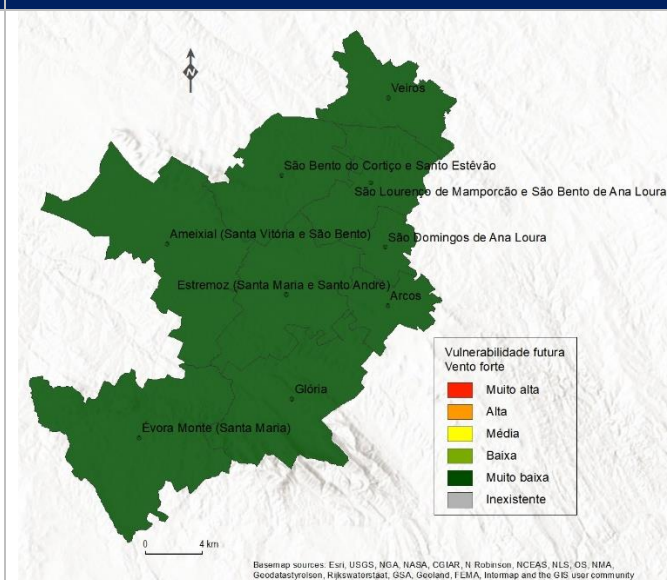 N
Veiros
São Bento do Cortiço e Santo Estêvão
São Lourenço de Mamporcão e São Bento de Ana Loura
Ameixial (Santa Vitória e São Bento)
São Domingos de Ana Loura
Estremoz (Santa Maria e Santo André)
Arcos
Glória
Évora Monte (Santa Maria)
Vulnerabilidade futura
Vento forte
Muito alta
Alta
Média
Baixa
Muito baixa
Inexistente
0 4 km
Basemap sources: Esri, USGS, NGA, NASA, CGIAR, N Robinson, NCEAS, NLS, OS, NMA,
Geodatastyrelsen, Rijkswaterstaat, GSA, Geoland, FEMA, Intermap and the GIS user community